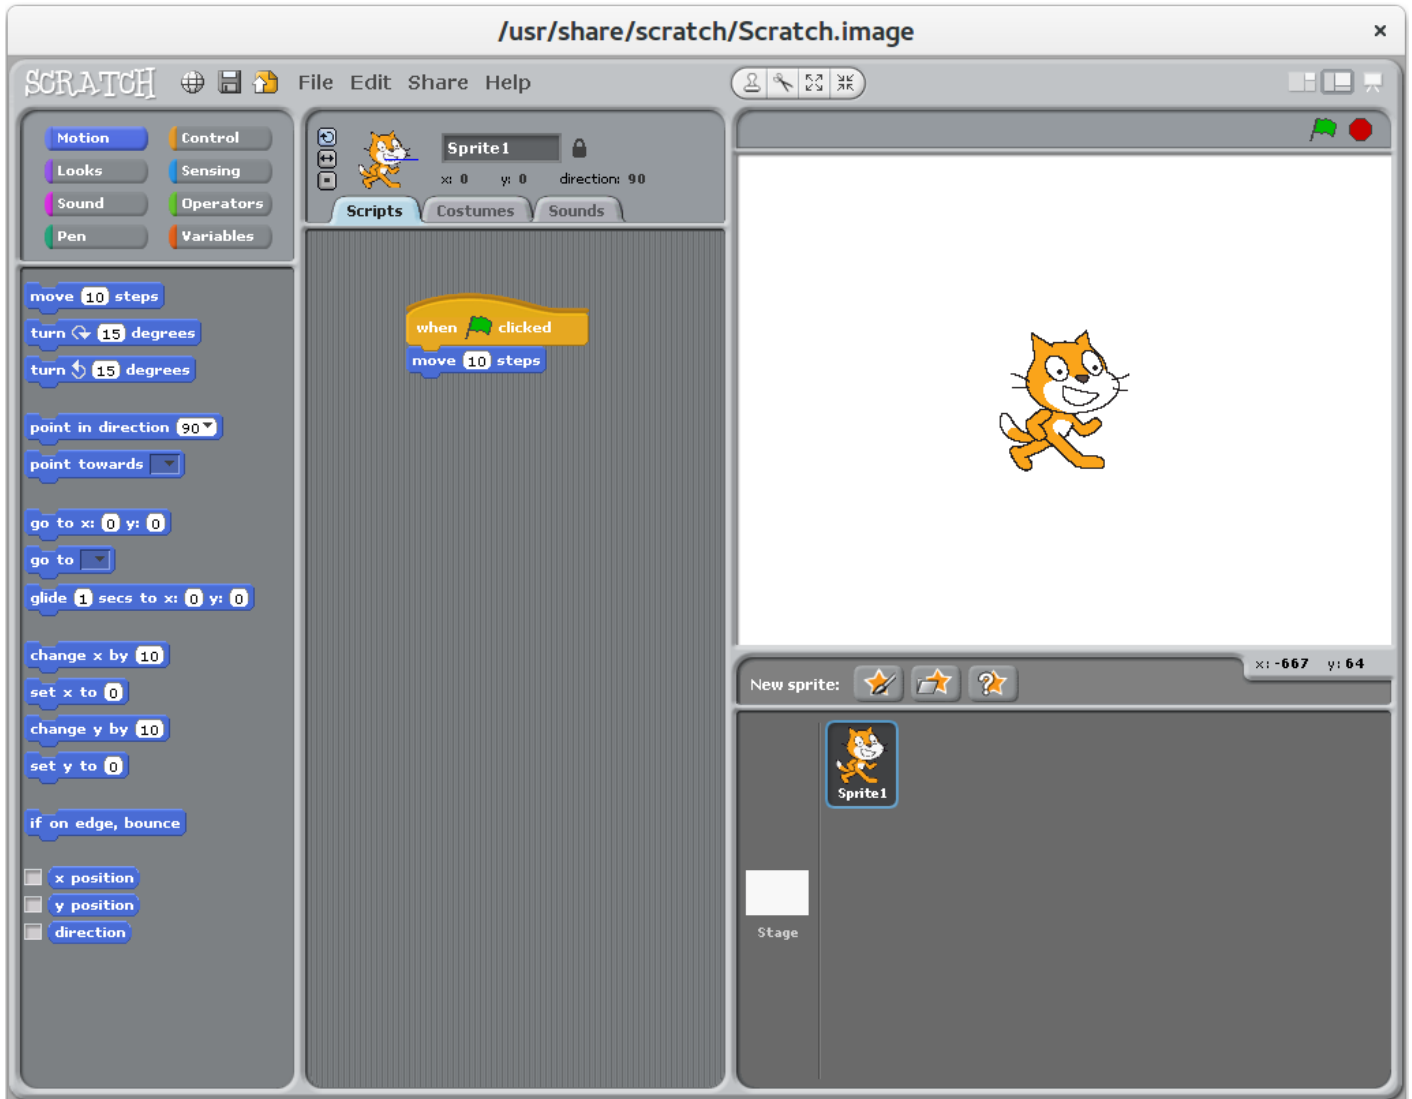 /usr/share/scratch/Scratch.image ×
SCRATCH File Edit Share Help
Motion Control
Looks Sensing
Sound Operators
Pen Variables
Sprite1
x: 0 y: 0 direction: 90
Scripts Costumes Sounds
move 10 steps
turn 15 degrees
turn 15 degrees
point in direction 90
point towards
go to x: 0 y: 0
go to
glide 1 secs to x: 0 y: 0
change x by 10
set x to 0
change y by 10
set y to 0
if on edge, bounce
x position
y position
direction
when clicked
move 10 steps
x: -667 y: 64
New sprite:
Sprite1
Stage